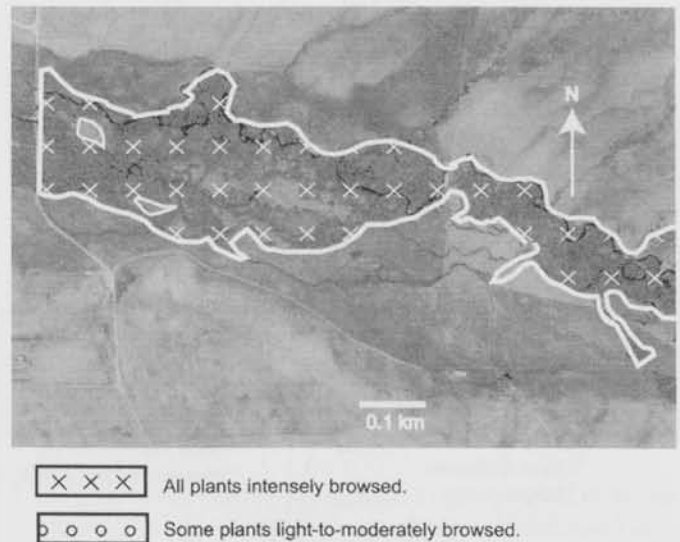 N
0.1 km
All plants intensely browsed.
Some plants light-to-moderately browsed.